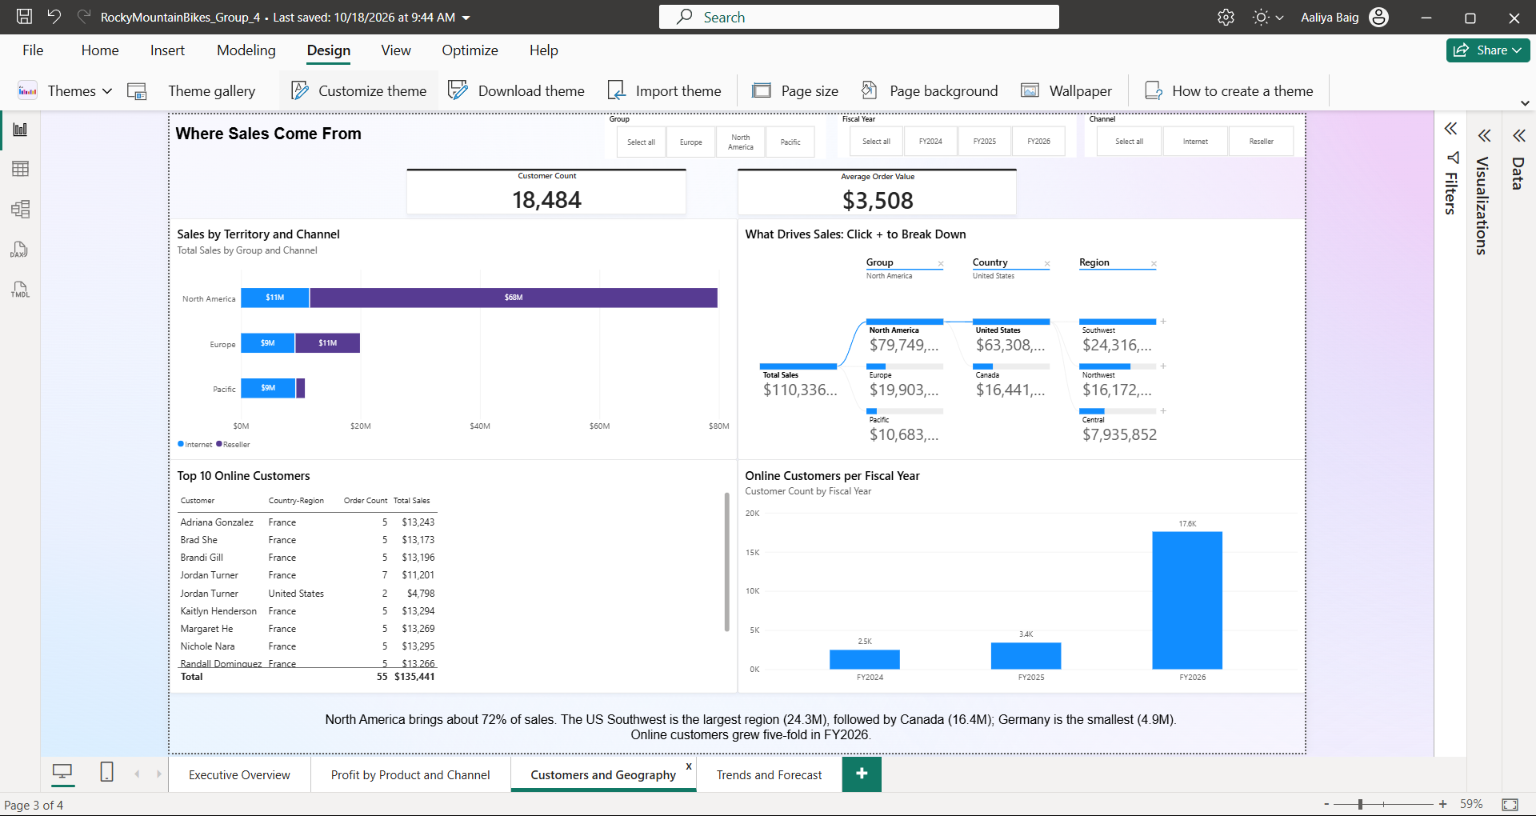 RockyMountainBikes_Group_4 • Last saved: 10/18/2026 at 9:44 AM
Search
Aaliya Baig
File Home Insert Modeling Design View Optimize Help
Share
Themes Theme gallery Customize theme Download theme Import theme Page size Page background Wallpaper How to create a theme
Where Sales Come From
Group
Select all Europe North America Pacific
Fiscal Year
Select all FY2024 FY2025 FY2026
Channel
Select all Internet Reseller
Customer Count
18,484
Average Order Value
$3,508
Sales by Territory and Channel
Total Sales by Group and Channel
North America $11M $68M
Europe $9M $11M
Pacific $9M
$0M $20M $40M $60M $80M
Internet Reseller
What Drives Sales: Click + to Break Down
Group Country Region
North America United States
Total Sales
$110,336...
North America
$79,749,...
Europe
$19,903,...
Pacific
$10,683,...
United States
$63,308,...
Canada
$16,441,...
Southwest
$24,316,...
Northwest
$16,172,...
Central
$7,935,852
Top 10 Online Customers
Customer Country-Region Order Count Total Sales
Adriana Gonzalez France 5 $13,243
Brad She France 5 $13,173
Brandi Gill France 5 $13,196
Jordan Turner France 7 $11,201
Jordan Turner United States 2 $4,798
Kaitlyn Henderson France 5 $13,294
Margaret He France 5 $13,269
Nichole Nara France 5 $13,295
Randall Dominguez France 5 $13,266
Total 55 $135,441
Online Customers per Fiscal Year
Customer Count by Fiscal Year
20K
15K
10K
5K
0K
2.5K
3.4K
17.6K
FY2024 FY2025 FY2026
North America brings about 72% of sales. The US Southwest is the largest region (24.3M), followed by Canada (16.4M); Germany is the smallest (4.9M).
Online customers grew five-fold in FY2026.
Filters
Visualizations
Data
DAX
TMDL
Executive Overview Profit by Product and Channel Customers and Geography x Trends and Forecast +
Page 3 of 4
- + 59%